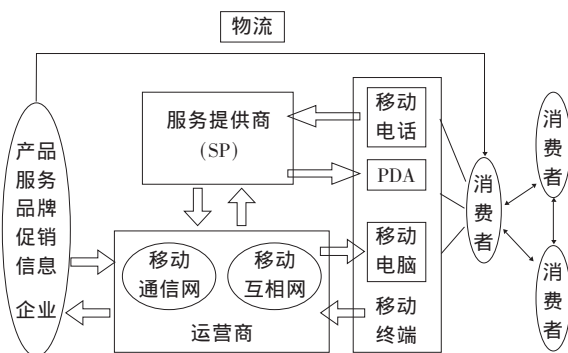 物流
产品
服务
品牌
促销
信息
企业
服务提供商
(SP)
移动
通信网
移动
互相网
运营商
移动
电话
PDA
移动
电脑
移动
终端
消
费
者
消
费
者
消
费
者